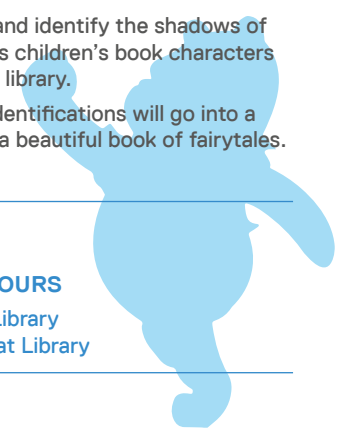 and identify the shadows of
s children’s book characters
library.
dentifications will go into a
a beautiful book of fairytales.
OURS
Library
at Library